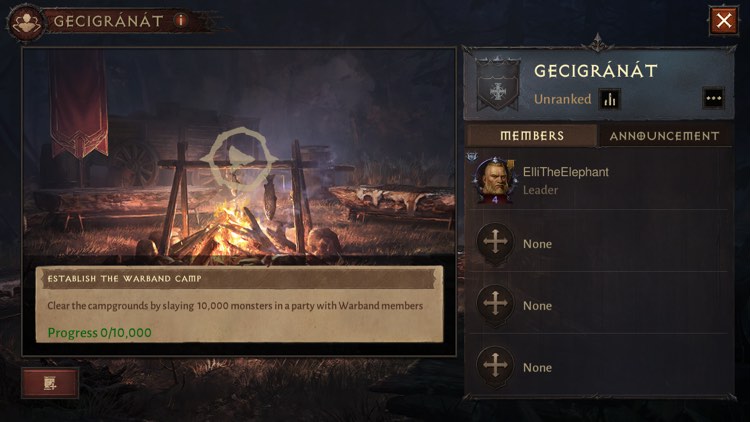 GECIGRÁNÁT
i
ESTABLISH THE WARBAND CAMP
Clear the campgrounds by slaying 10,000 monsters in a party with Warband members
Progress 0/10,000
GECIGRÁNÁT
Unranked
MEMBERS
ANNOUNCEMENT
ElliTheElephant
Leader
4
None
None
None